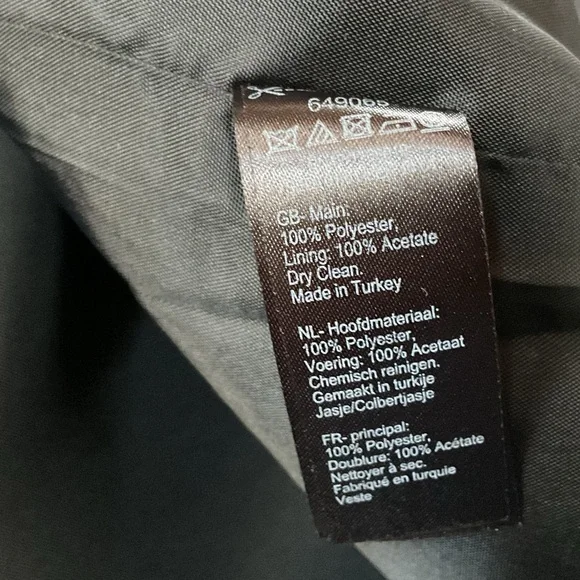 649065
GB- Main:
100% Polyester,
Lining: 100% Acetate
Dry Clean.
Made in Turkey
NL- Hoofdmateriaal:
100% Polyester,
Voering: 100% Acetaat
Chemisch reinigen.
Gemaakt in turkije
Jasje/Colbertjasje
FR- principal:
100% Polyester,
Doublure: 100% Acétate
Nettoyer à sec.
Fabriqué en turquie
Veste